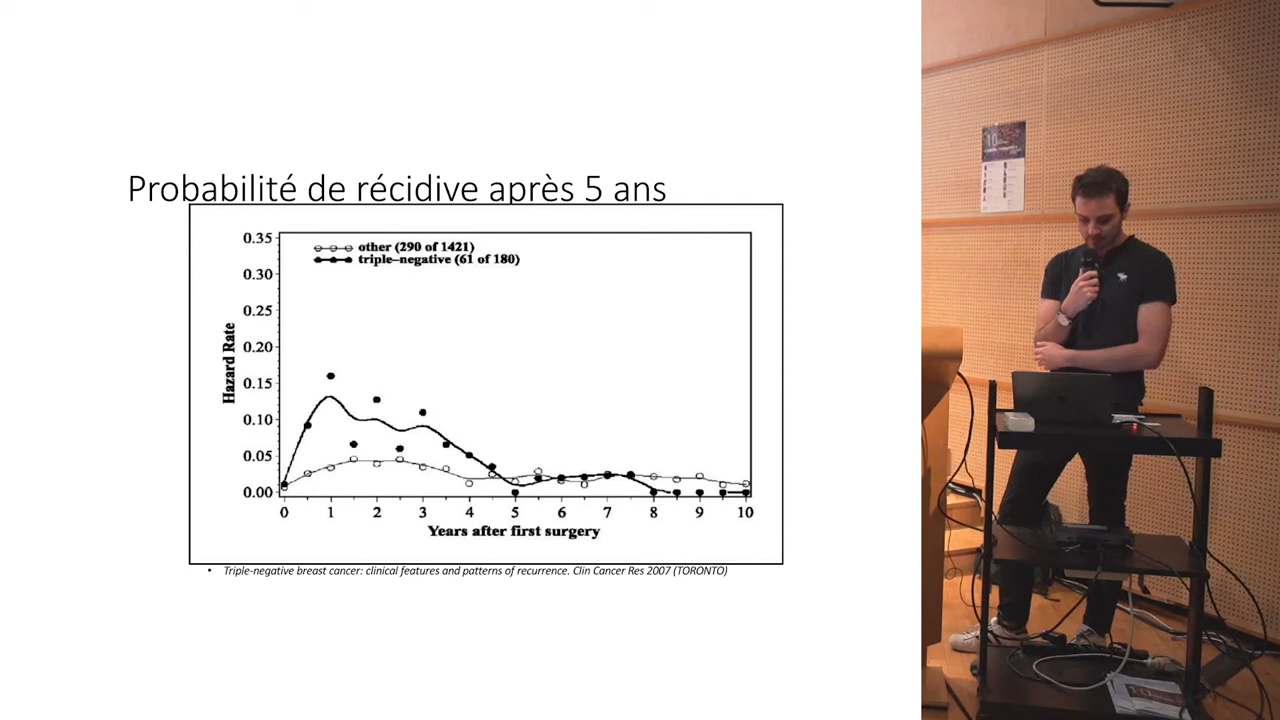 Probabilité de récidive après 5 ans
0.35
0.30
0.25
0.20
0.15
0.10
0.05
0.00
Hazard Rate
other (290 of 1421)
triple-negative (61 of 180)
0 1 2 3 4 5 6 7 8 9 10
Years after first surgery
• Triple-negative breast cancer: clinical features and patterns of recurrence. Clin Cancer Res 2007 (TORONTO)
10